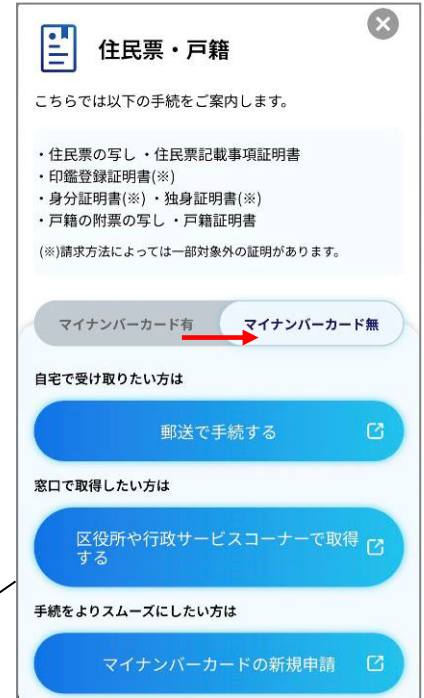 住民票・戸籍
こちらでは以下の手続をご案内します。
・住民票の写し ・住民票記載事項証明書
・印鑑登録証明書(※)
・身分証明書(※) ・独身証明書(※)
・戸籍の附票の写し ・戸籍証明書
(※)請求方法によっては一部対象外の証明があります。
マイナンバーカード有 マイナンバーカード無
自宅で受け取りたい方は
郵送で手続する
窓口で取得したい方は
区役所や行政サービスコーナーで取得
する
手続をよりスムーズにしたい方は
マイナンバーカードの新規申請